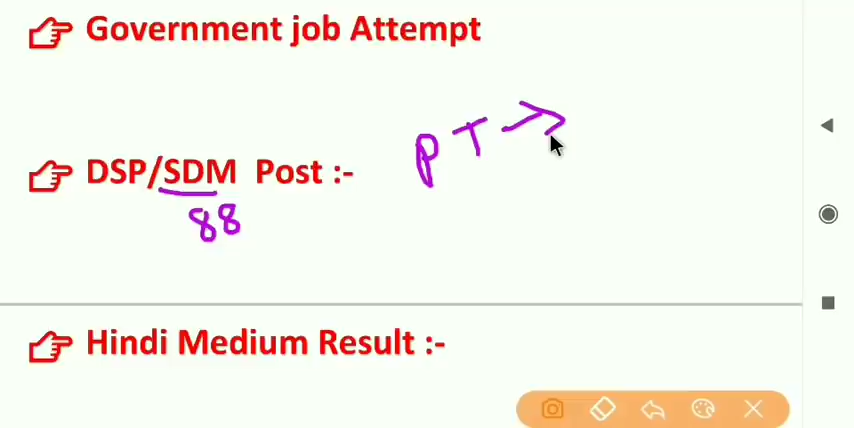 Government job Attempt
PT →
DSP/SDM Post :-
88
Hindi Medium Result :-